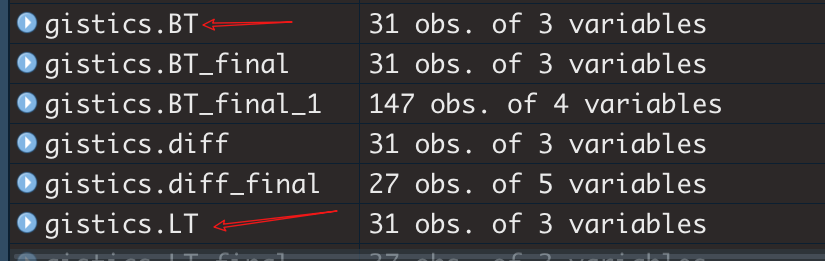 gistics.BT 31 obs. of 3 variables
gistics.BT_final 31 obs. of 3 variables
gistics.BT_final_1 147 obs. of 4 variables
gistics.diff 31 obs. of 3 variables
gistics.diff_final 27 obs. of 5 variables
gistics.LT 31 obs. of 3 variables